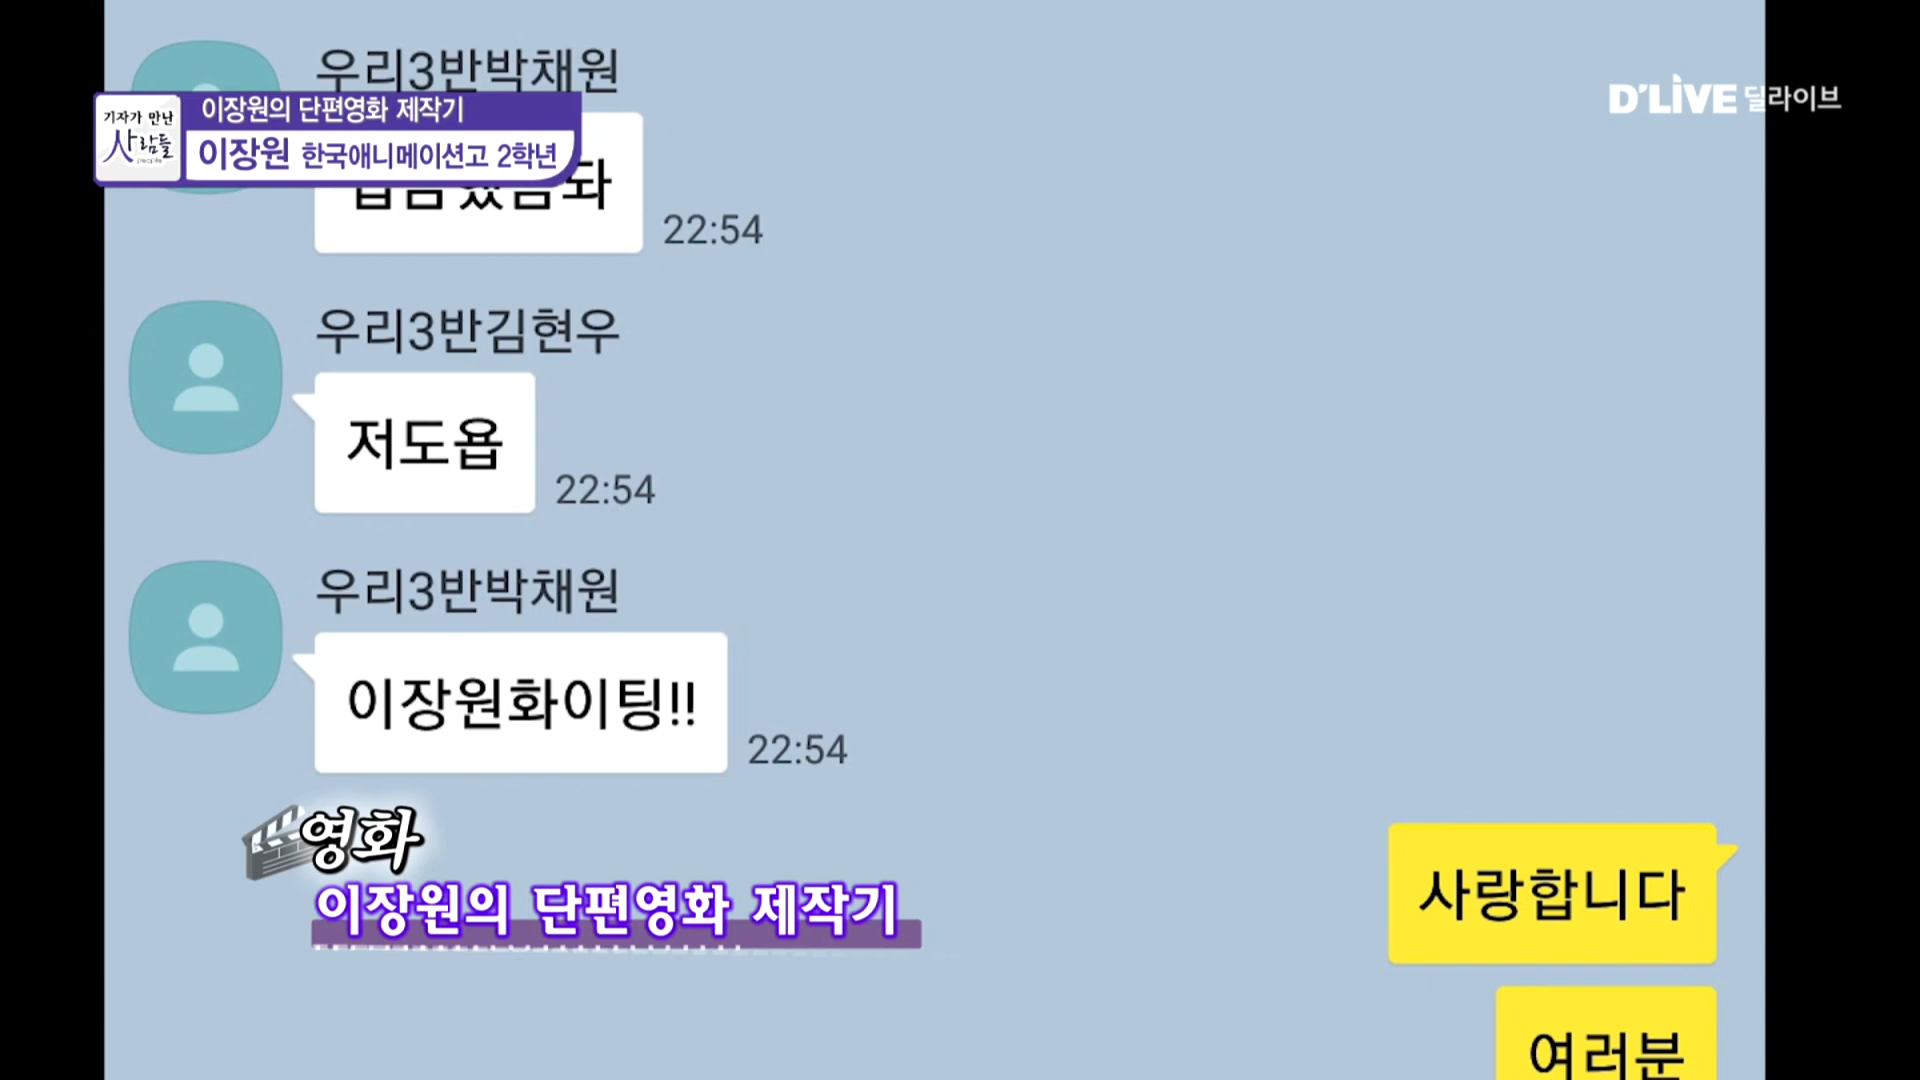 우리3반박채원
D'LIVE 딜라이브
기자가 만난
사람들
people
이장원의 단편영화 제작기
이장원 한국애니메이션고 2학년
22:54
우리3반김현우
저도욥
22:54
우리3반박채원
이장원화이팅!!
22:54
영화
이장원의 단편영화 제작기
사랑합니다
여러분